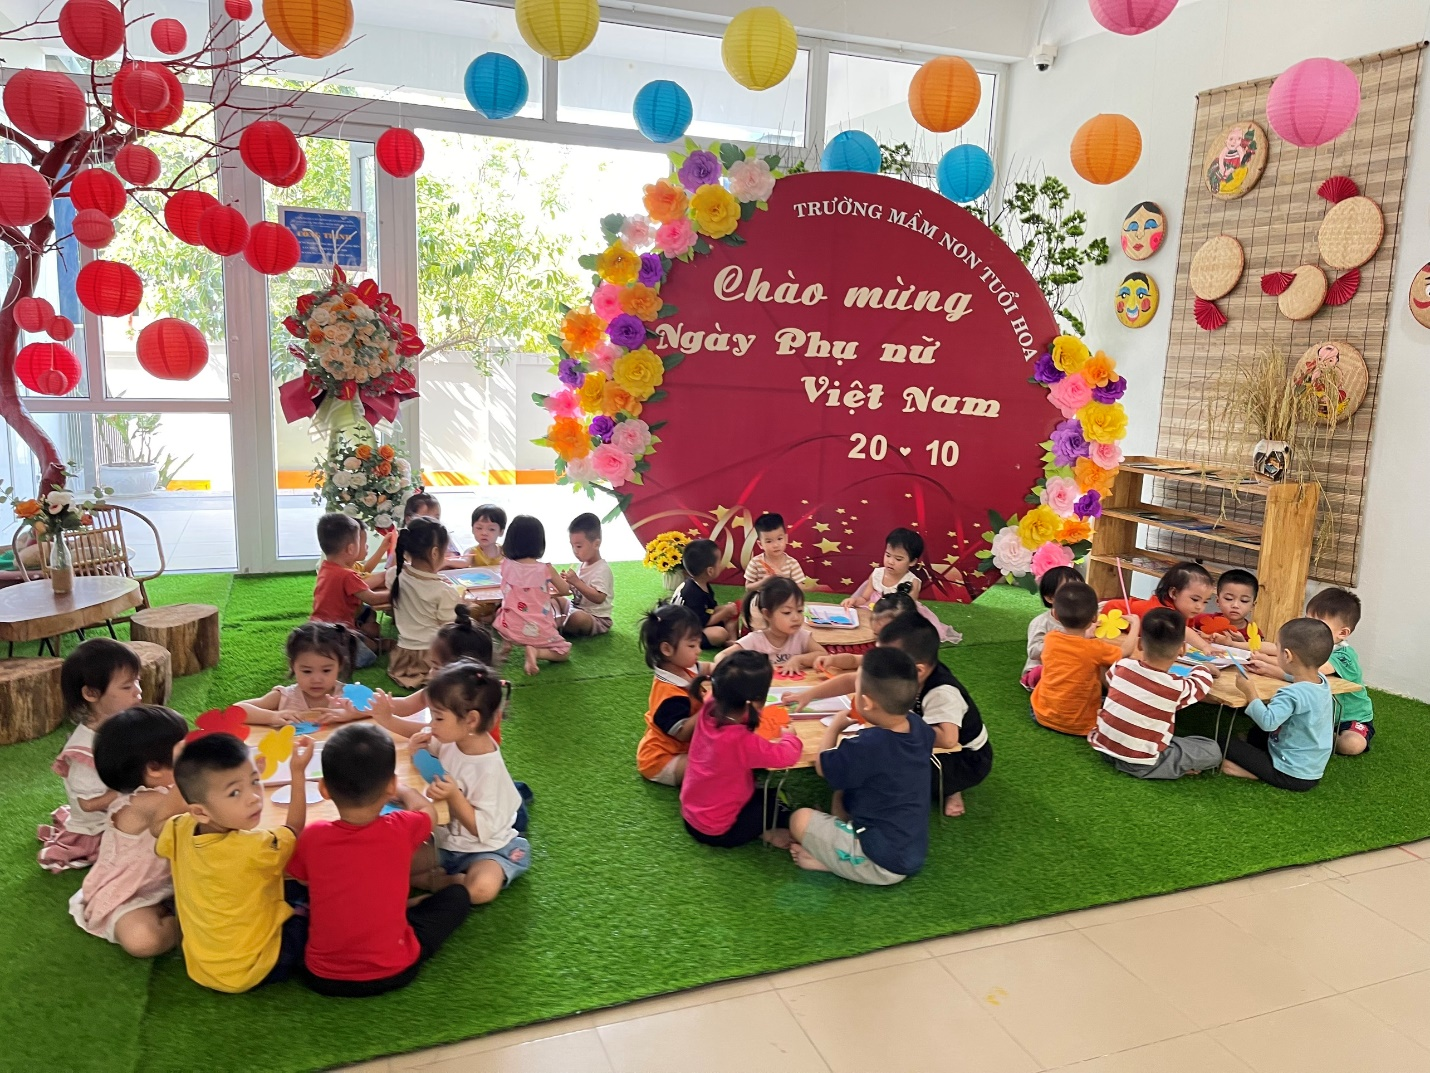 TRƯỜNG MẦM NON TUỔI HOA
Chào mừng
Ngày Phụ nữ
Việt Nam
20 10